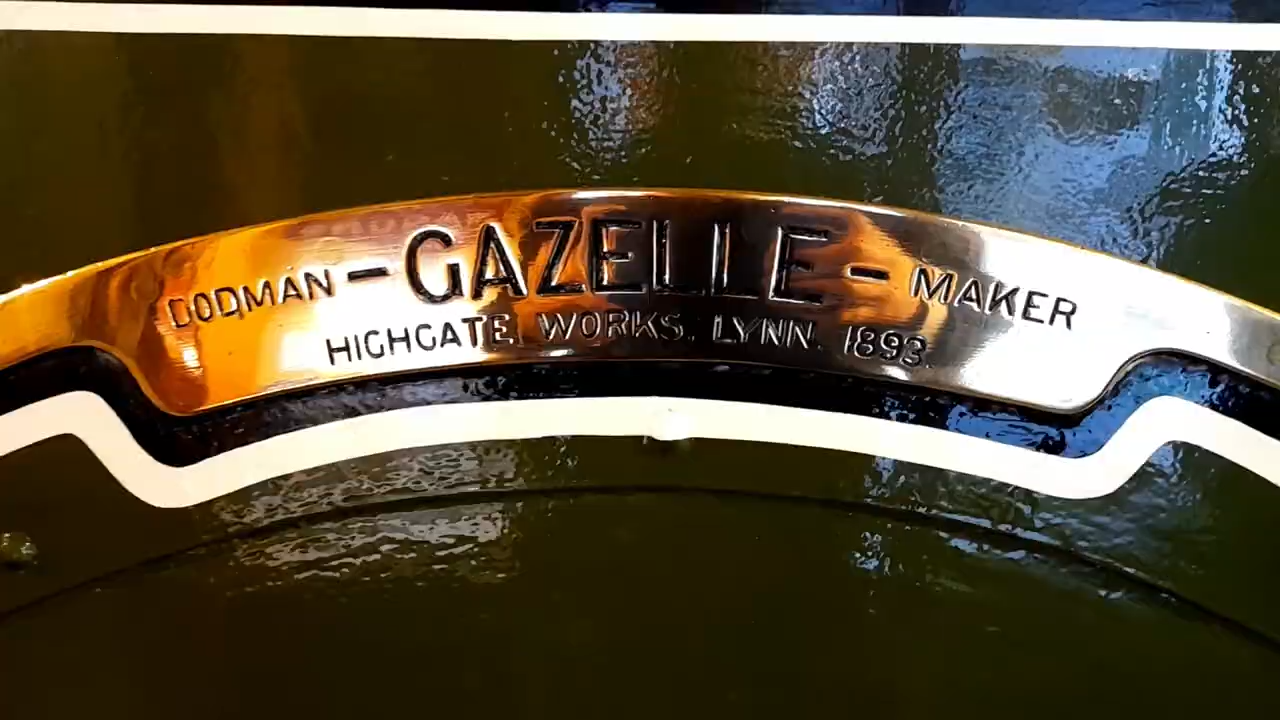 DODMAN - GAZELLE - MAKER
HIGHGATE WORKS. LYNN. 1893.